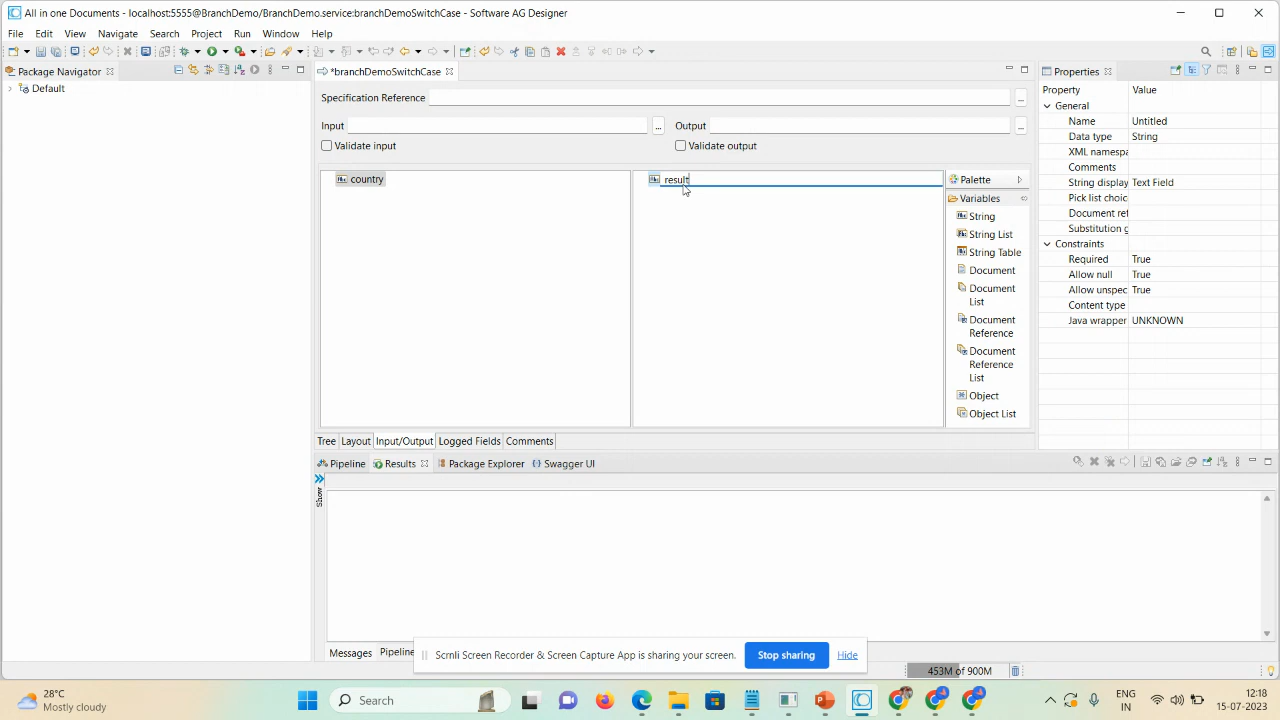 All in one Documents - localhost:5555@BranchDemo/BranchDemo.service:branchDemoSwitchCase - Software AG Designer
File Edit View Navigate Search Project Run Window Help
Package Navigator
Default
*branchDemoSwitchCase
Specification Reference
...
Input
...
Output
...
Validate input
Validate output
country
result
Palette
Variables
String
String List
String Table
Document
Document List
Document Reference
Document Reference List
Object
Object List
Tree Layout Input/Output Logged Fields Comments
Properties
Property Value
General
Name Untitled
Data type String
XML namespa
Comments
String display Text Field
Pick list choic
Document ref
Substitution g
Constraints
Required True
Allow null True
Allow unspec True
Content type
Java wrapper UNKNOWN
Pipeline Results Package Explorer Swagger UI
Show
Messages Pipeline
Scrnli Screen Recorder & Screen Capture App is sharing your screen. Stop sharing Hide
453M of 900M
28°C
Mostly cloudy
Search
ENG
IN
12:18
15-07-2023